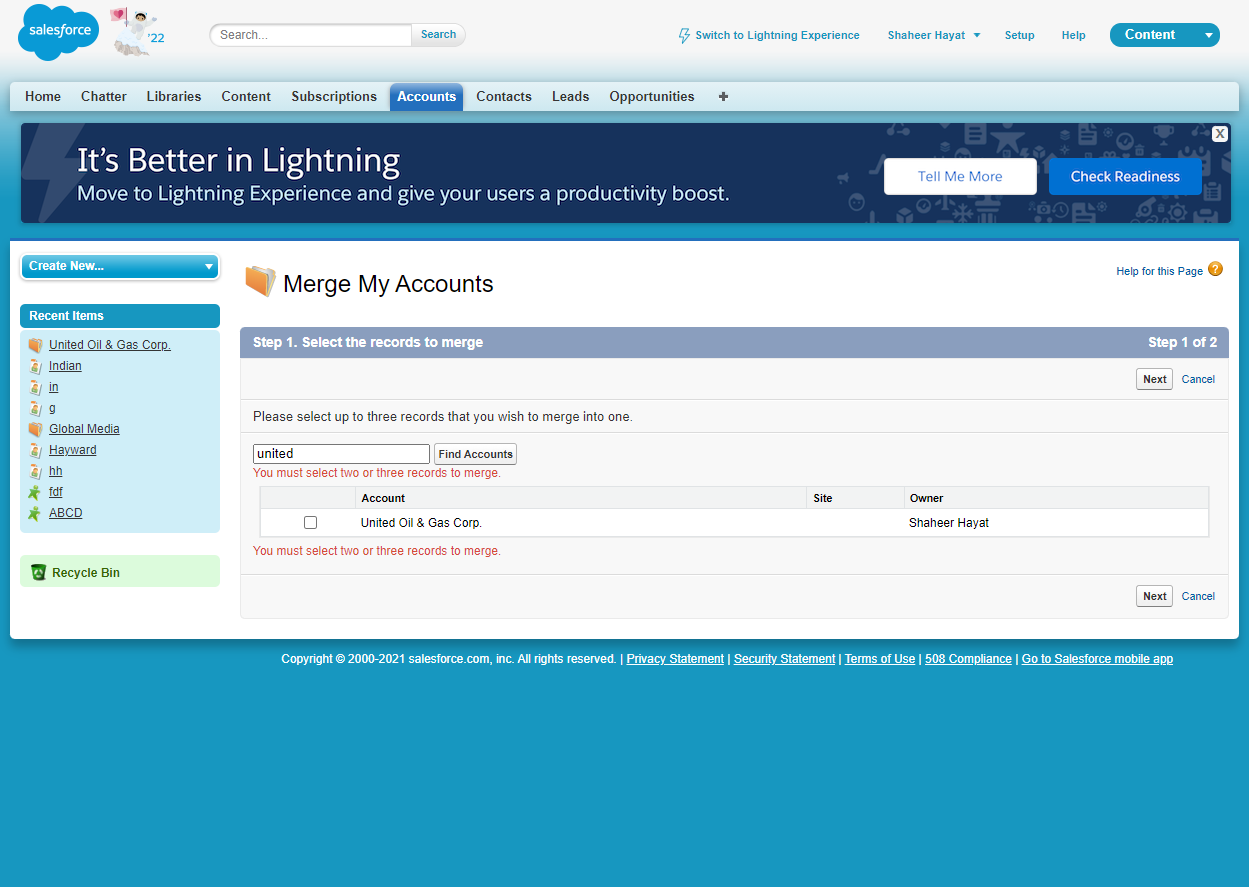 salesforce
'22
Search...
Search
Switch to Lightning Experience
Shaheer Hayat
Setup
Help
Content
Home Chatter Libraries Content Subscriptions Accounts Contacts Leads Opportunities +
It's Better in Lightning
Move to Lightning Experience and give your users a productivity boost.
Tell Me More
Check Readiness
X
Create New...
Recent Items
United Oil & Gas Corp.
Indian
in
g
Global Media
Hayward
hh
fdf
ABCD
Recycle Bin
Merge My Accounts
Help for this Page ?
Step 1. Select the records to merge Step 1 of 2
Next Cancel
Please select up to three records that you wish to merge into one.
united Find Accounts
You must select two or three records to merge.
Account Site Owner
United Oil & Gas Corp. Shaheer Hayat
You must select two or three records to merge.
Next Cancel
Copyright © 2000-2021 salesforce.com, inc. All rights reserved. | Privacy Statement | Security Statement | Terms of Use | 508 Compliance | Go to Salesforce mobile app